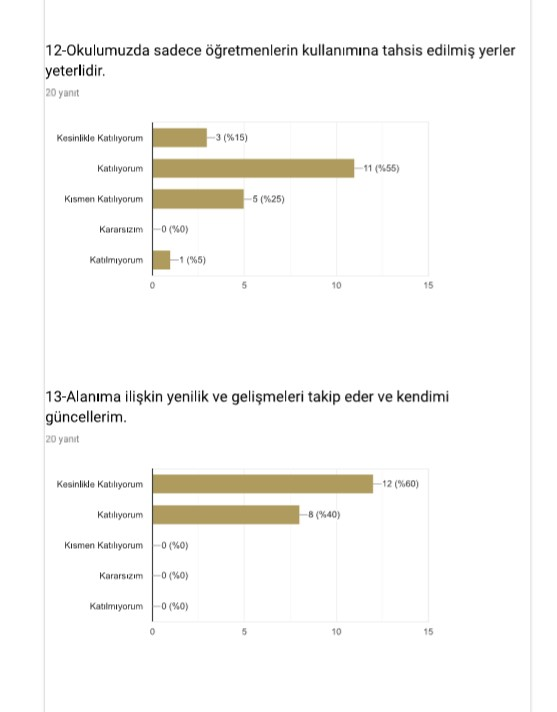 12-Okulumuzda sadece öğretmenlerin kullanımına tahsis edilmiş yerler
yeterlidir.
20 yanıt
Kesinlikle Katılıyorum 3 (%15)
Katılıyorum 11 (%55)
Kısmen Katılıyorum 5 (%25)
Kararsızım 0 (%0)
Katılmıyorum 1 (%5)
0 5 10 15
13-Alanıma ilişkin yenilik ve gelişmeleri takip eder ve kendimi
güncellerim.
20 yanıt
Kesinlikle Katılıyorum 12 (%60)
Katılıyorum 8 (%40)
Kısmen Katılıyorum 0 (%0)
Kararsızım 0 (%0)
Katılmıyorum 0 (%0)
0 5 10 15